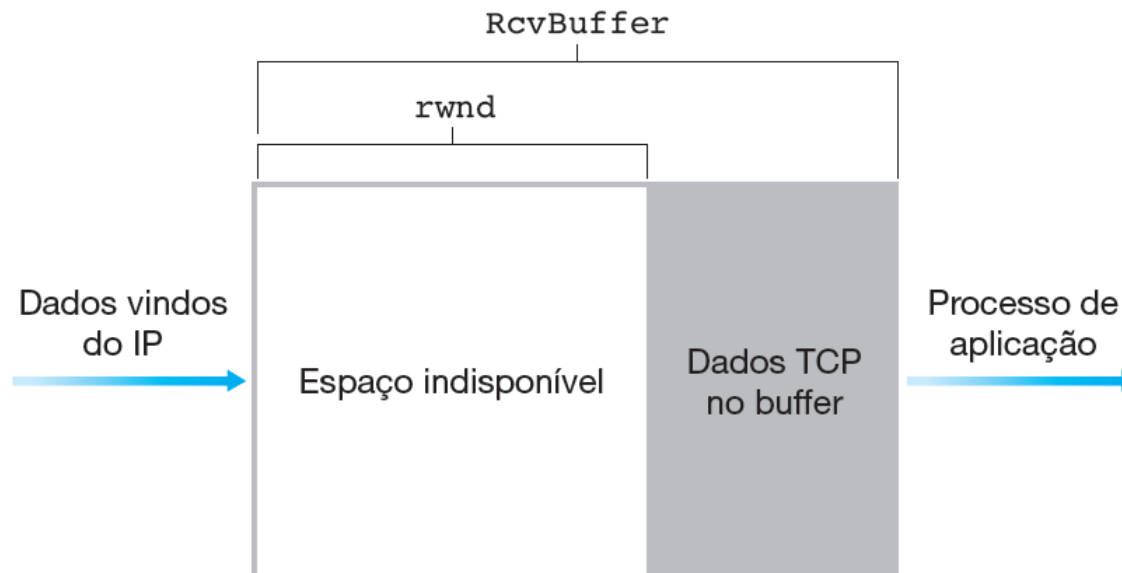 RcvBuffer
rwnd
Dados vindos
do IP
Espaço indisponível
Dados TCP
no buffer
Processo de
aplicação